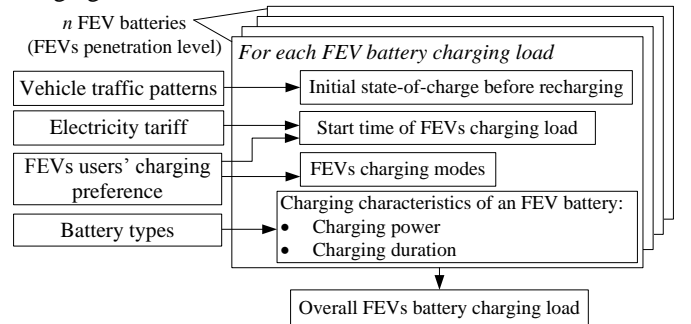 n FEV batteries
(FEVs penetration level)
For each FEV battery charging load
Vehicle traffic patterns
Initial state-of-charge before recharging
Electricity tariff
Start time of FEVs charging load
FEVs users’ charging
preference
FEVs charging modes
Battery types
Charging characteristics of an FEV battery:
• Charging power
• Charging duration
Overall FEVs battery charging load